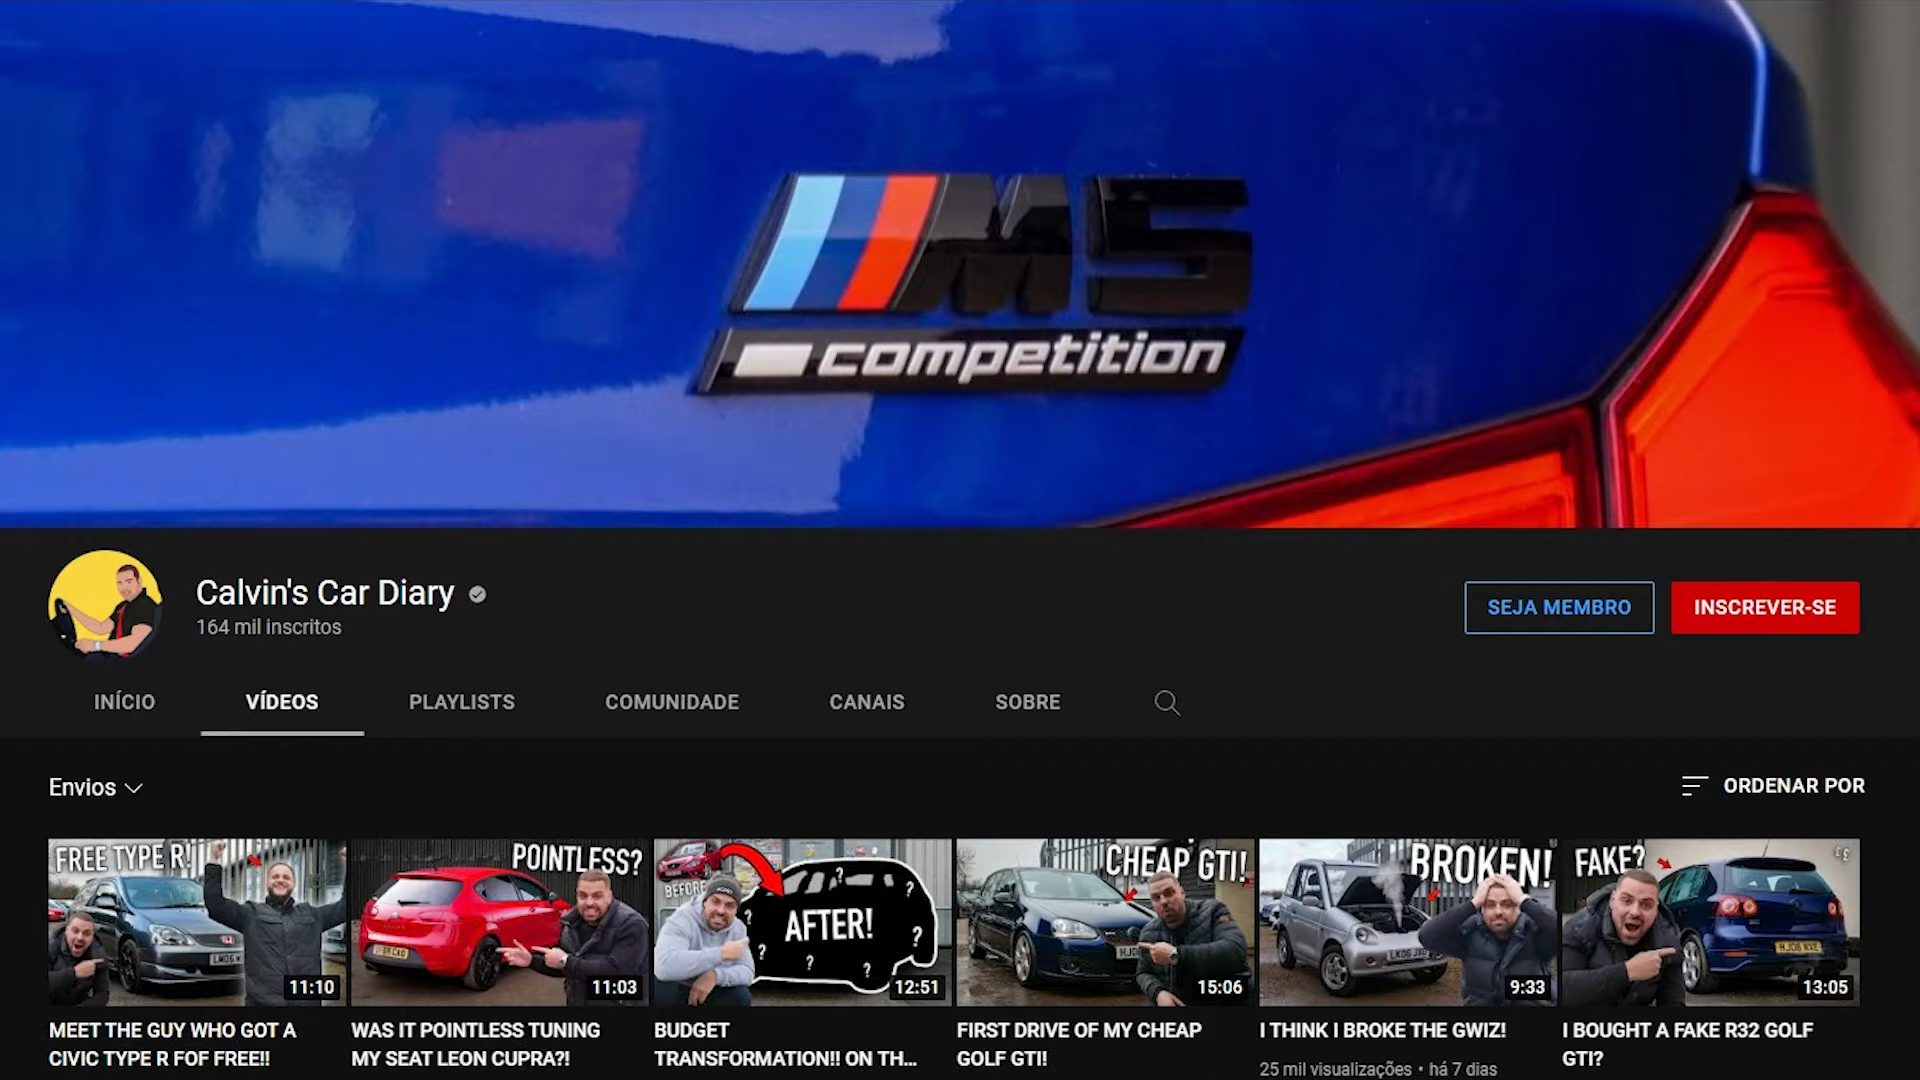 M5
competition
Calvin's Car Diary
164 mil inscritos
SEJA MEMBRO
INSCREVER-SE
INÍCIO
VÍDEOS
PLAYLISTS
COMUNIDADE
CANAIS
SOBRE
Envios
ORDENAR POR
FREE TYPE R!
11:10
POINTLESS?
11:03
BEFORE
AFTER!
? ? ? ? ? ? ?
12:51
CHEAP GTI!
15:06
BROKEN!
9:33
FAKE?
HJ06 NXE
13:05
MEET THE GUY WHO GOT A
CIVIC TYPE R FOF FREE!!
WAS IT POINTLESS TUNING
MY SEAT LEON CUPRA?!
BUDGET
TRANSFORMATION!! ON TH...
FIRST DRIVE OF MY CHEAP
GOLF GTI!
I THINK I BROKE THE GWIZ!
25 mil visualizações • há 7 dias
I BOUGHT A FAKE R32 GOLF
GTI?